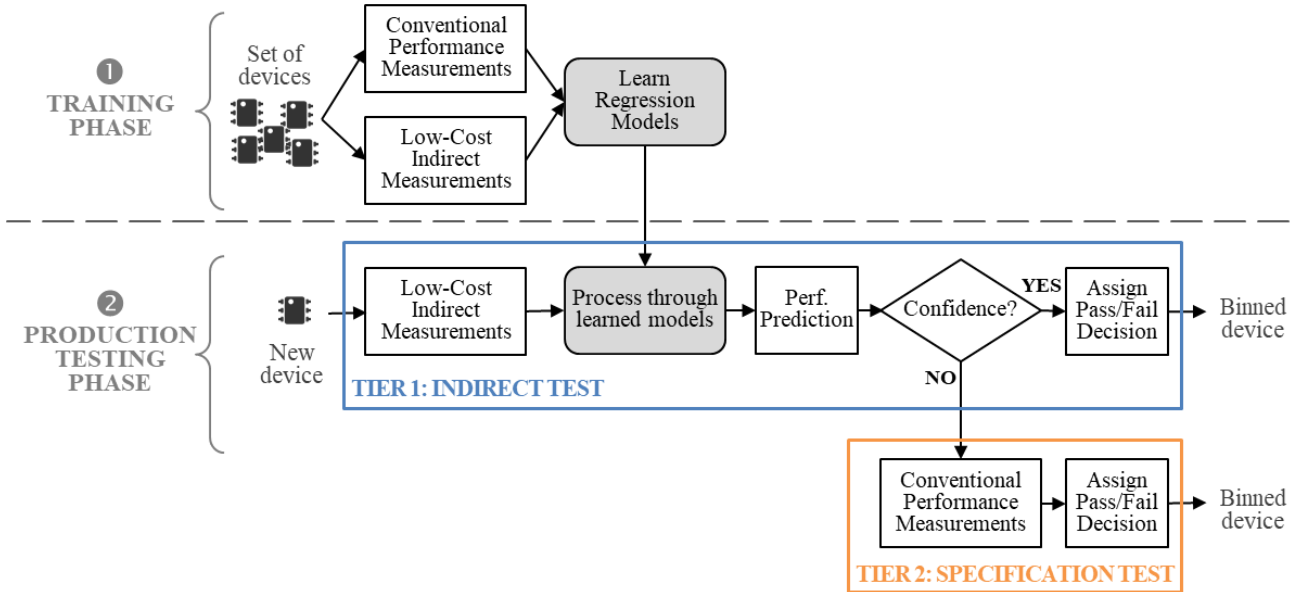 ❶
TRAINING
PHASE
Set of
devices
Conventional
Performance
Measurements
Low-Cost
Indirect
Measurements
Learn
Regression
Models
❷
PRODUCTION
TESTING
PHASE
New
device
Low-Cost
Indirect
Measurements
Process through
learned models
Perf.
Prediction
Confidence?
YES
Assign
Pass/Fail
Decision
Binned
device
NO
TIER 1: INDIRECT TEST
Conventional
Performance
Measurements
Assign
Pass/Fail
Decision
Binned
device
TIER 2: SPECIFICATION TEST